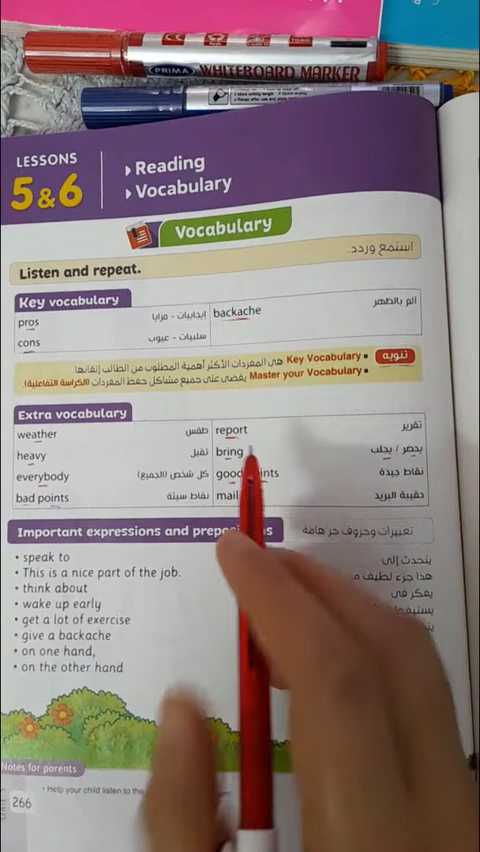 PRIMA WHITEBOARD MARKER
LESSONS
5&6
Reading
Vocabulary
Vocabulary
Listen and repeat.
استمع وردد.
Key vocabulary
pros
إيجابيات - مزايا
backache
ألم بالظهر
cons
سلبيات - عيوب
تنويه
• Key Vocabulary هي المفردات الأكثر أهمية المطلوب من الطالب إتقانها.
• Master your Vocabulary يقضي على جميع مشاكل حفظ المفردات (الكراسة التفاعلية).
Extra vocabulary
weather
طقس
report
تقرير
heavy
ثقيل
bring
يحضر / يجلب
everybody
كل شخص (الجميع)
good
نقاط جيدة
bad points
نقاط سيئة
mail
حقيبة البريد
Important expressions and
تعبيرات وحروف جر هامة
• speak to
يتحدث إلى
• This is a nice part of the job.
هذا جزء لطيف
• think about
يفكر في
• wake up early
• get a lot of exercise
• give a backache
• on one hand,
• on the other hand
Notes for parents
• Help your child listen to the
266